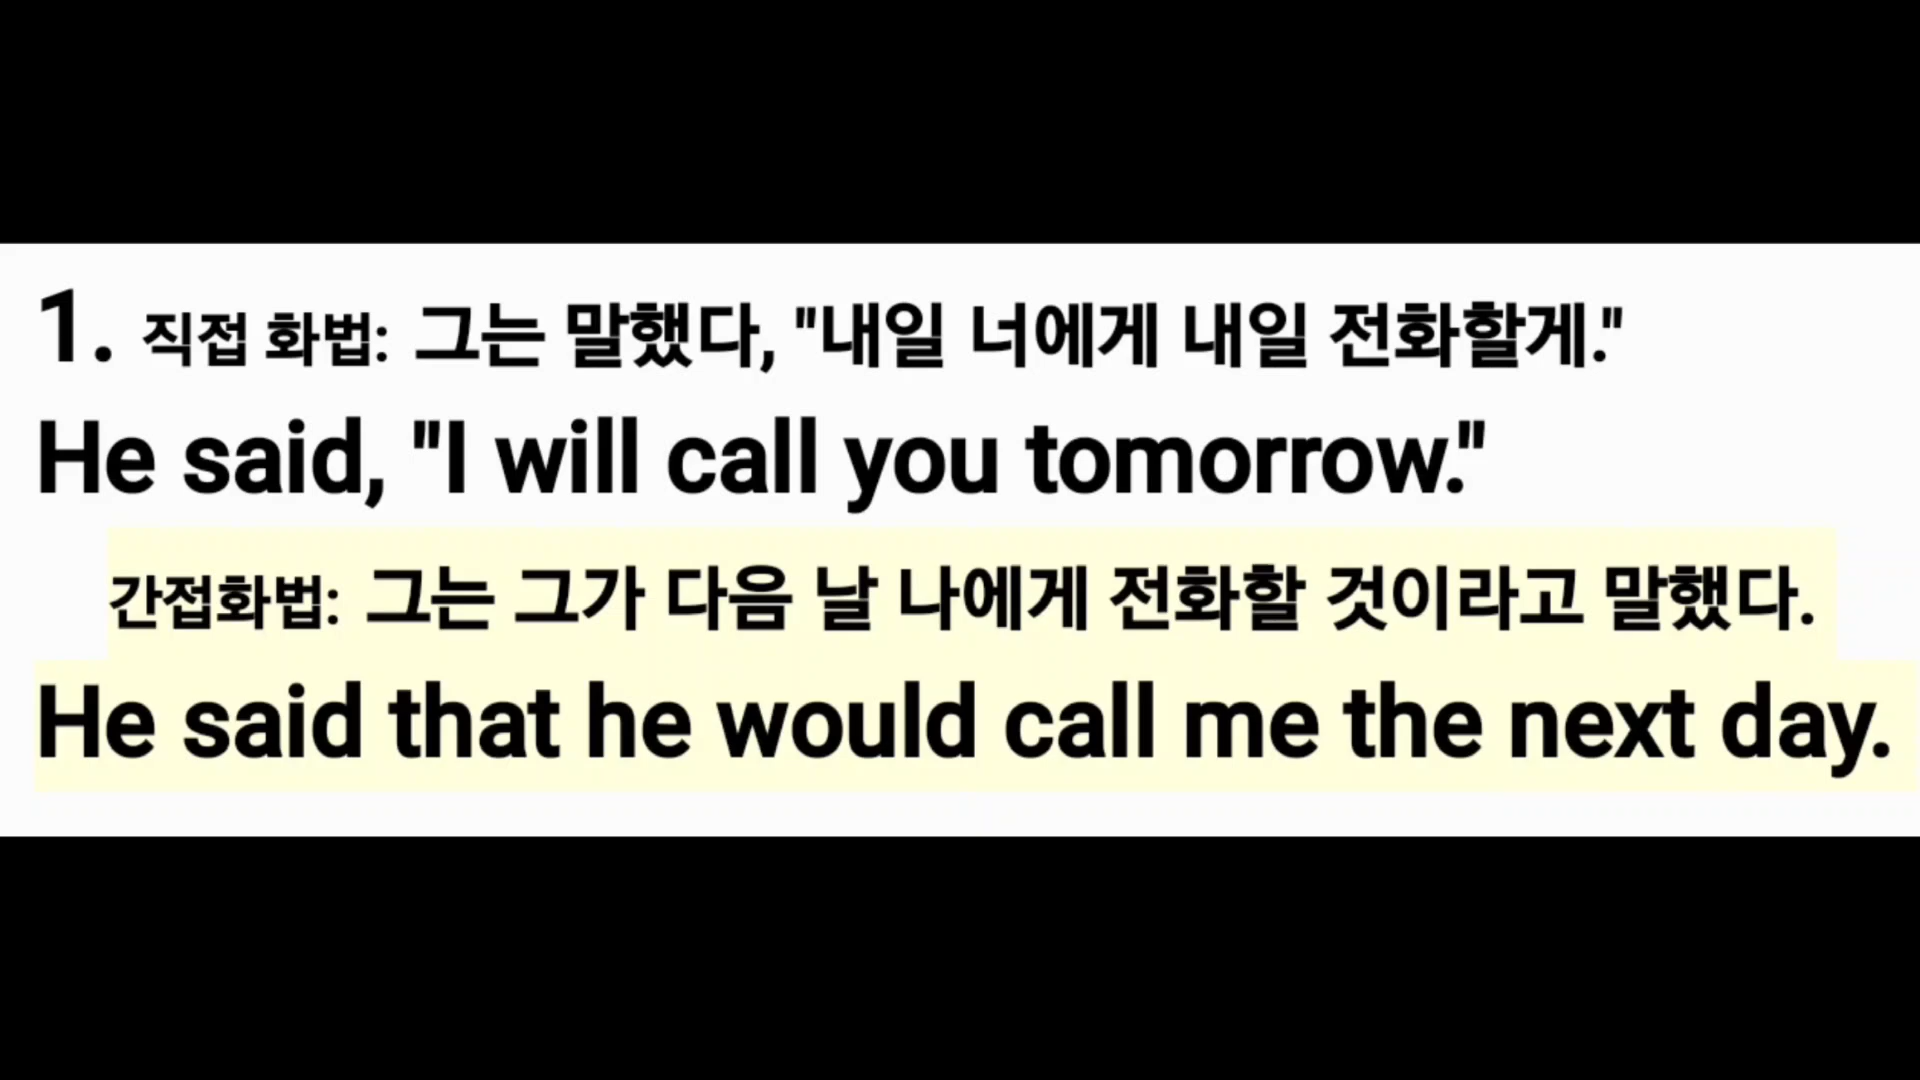 1. 직접 화법: 그는 말했다, "내일 너에게 내일 전화할게."
He said, "I will call you tomorrow."
간접화법: 그는 그가 다음 날 나에게 전화할 것이라고 말했다.
He said that he would call me the next day.